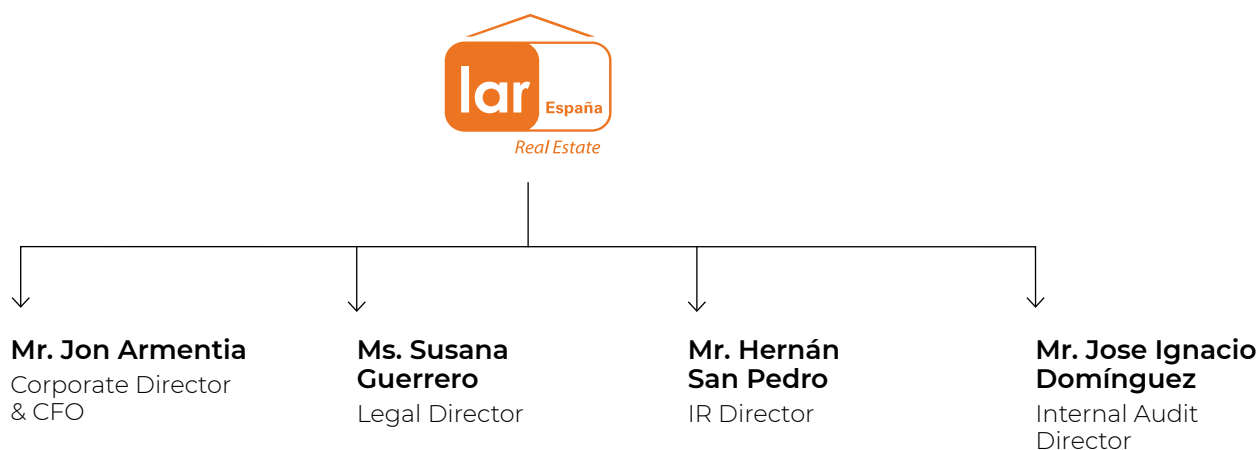 lar
España
Real Estate
Mr. Jon Armentia
Corporate Director
& CFO
Ms. Susana
Guerrero
Legal Director
Mr. Hernán
San Pedro
IR Director
Mr. Jose Ignacio
Domínguez
Internal Audit
Director